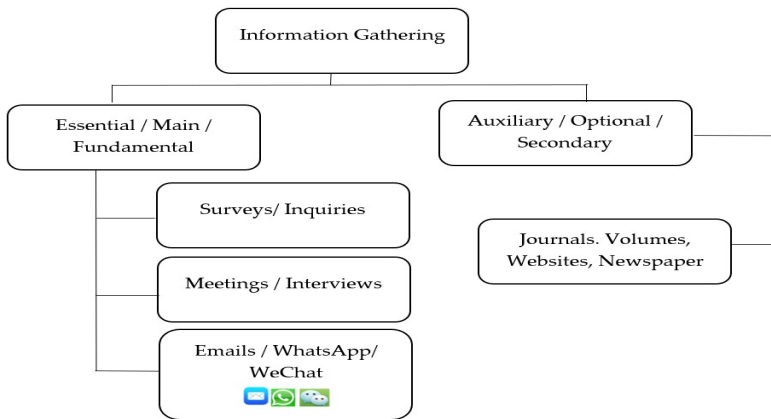 Information Gathering
Essential / Main /
Fundamental
Auxiliary / Optional /
Secondary
Surveys/ Inquiries
Journals. Volumes,
Websites, Newspaper
Meetings / Interviews
Emails / WhatsApp/
WeChat